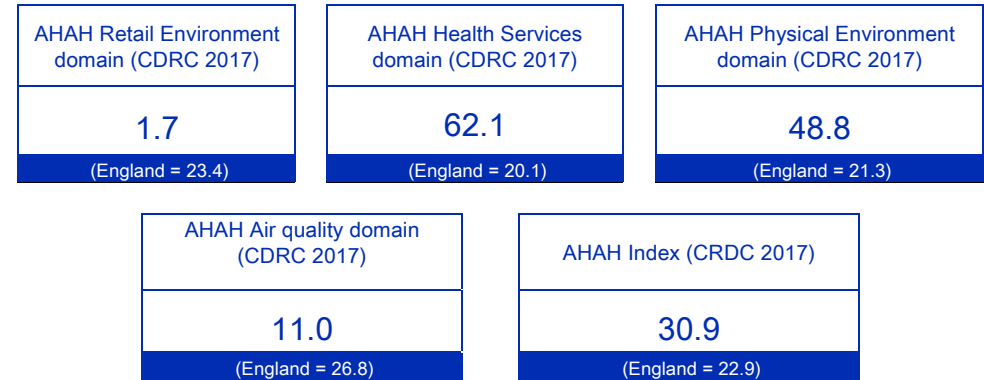 AHAH Retail Environment
domain (CDRC 2017)
1.7
(England = 23.4)
AHAH Health Services
domain (CDRC 2017)
62.1
(England = 20.1)
AHAH Physical Environment
domain (CDRC 2017)
48.8
(England = 21.3)
AHAH Air quality domain
(CDRC 2017)
11.0
(England = 26.8)
AHAH Index (CRDC 2017)
30.9
(England = 22.9)